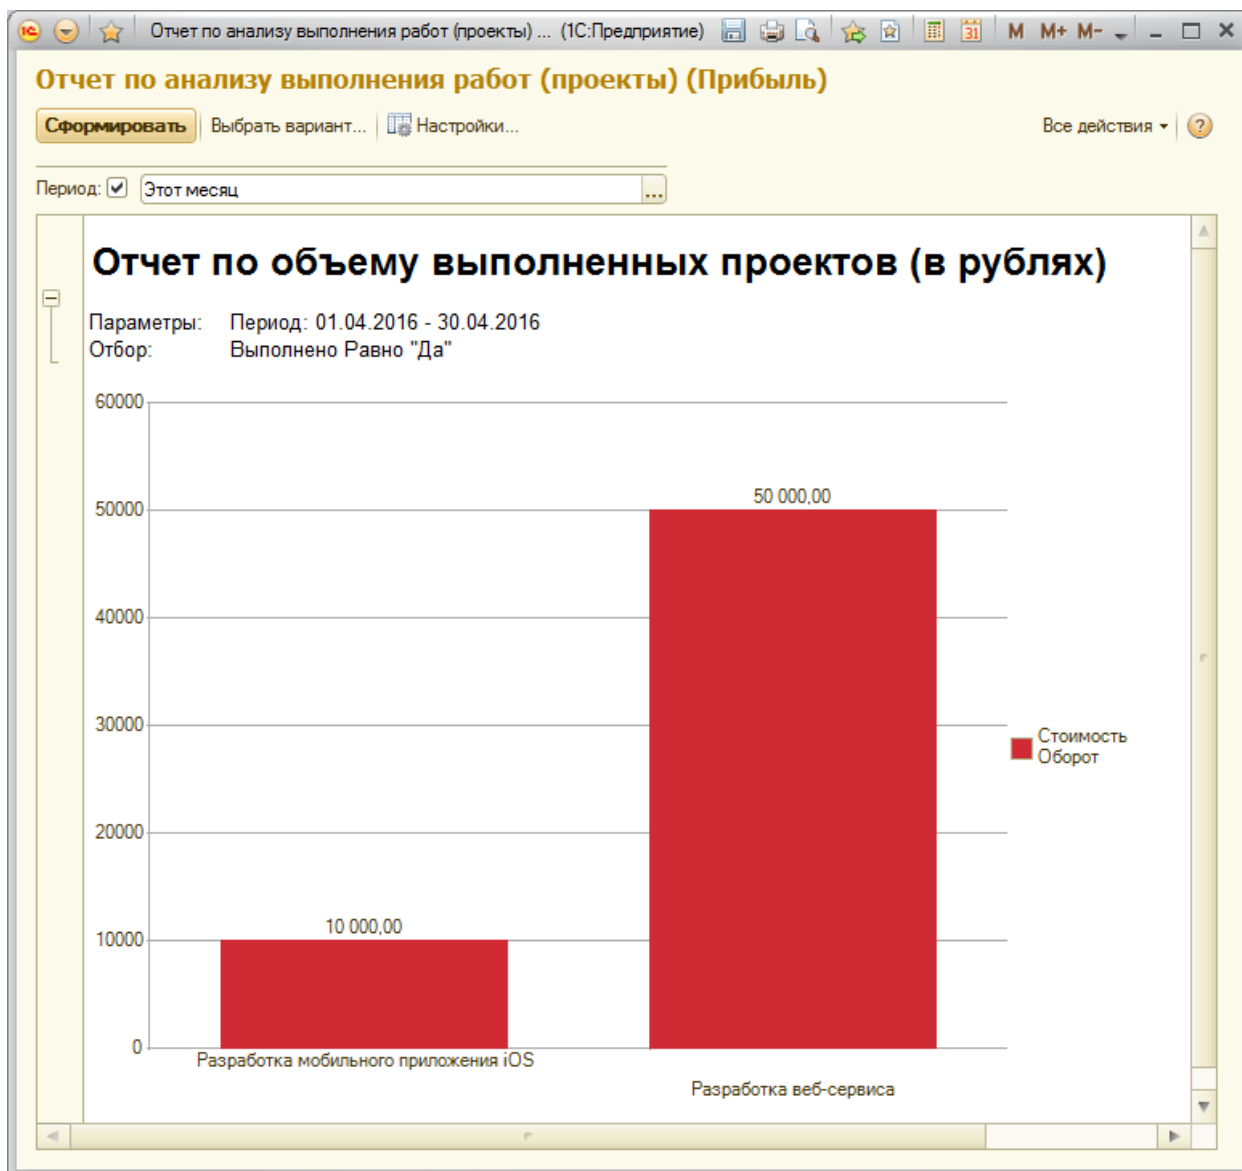 Отчет по анализу выполнения работ (проекты) ... (1С:Предприятие) 31 M M+ M-
Отчет по анализу выполнения работ (проекты) (Прибыль)
Сформировать Выбрать вариант... Настройки... Все действия ?
Период: Этот месяц ...
Отчет по объему выполненных проектов (в рублях)
Параметры: Период: 01.04.2016 - 30.04.2016
Отбор: Выполнено Равно "Да"
60000
50 000,00
50000
40000
30000
Стоимость
Оборот
20000
10 000,00
10000
0
Разработка мобильного приложения iOS
Разработка веб-сервиса